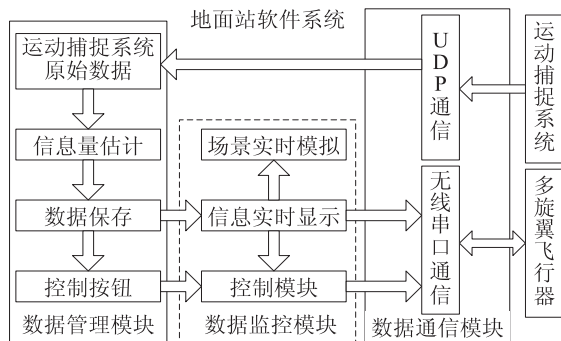 地面站软件系统
运动捕捉系统
原始数据
信息量估计
数据保存
控制按钮
数据管理模块
场景实时模拟
信息实时显示
控制模块
数据监控模块
UDP通信
无线串口通信
数据通信模块
运动捕捉系统
多旋翼飞行器